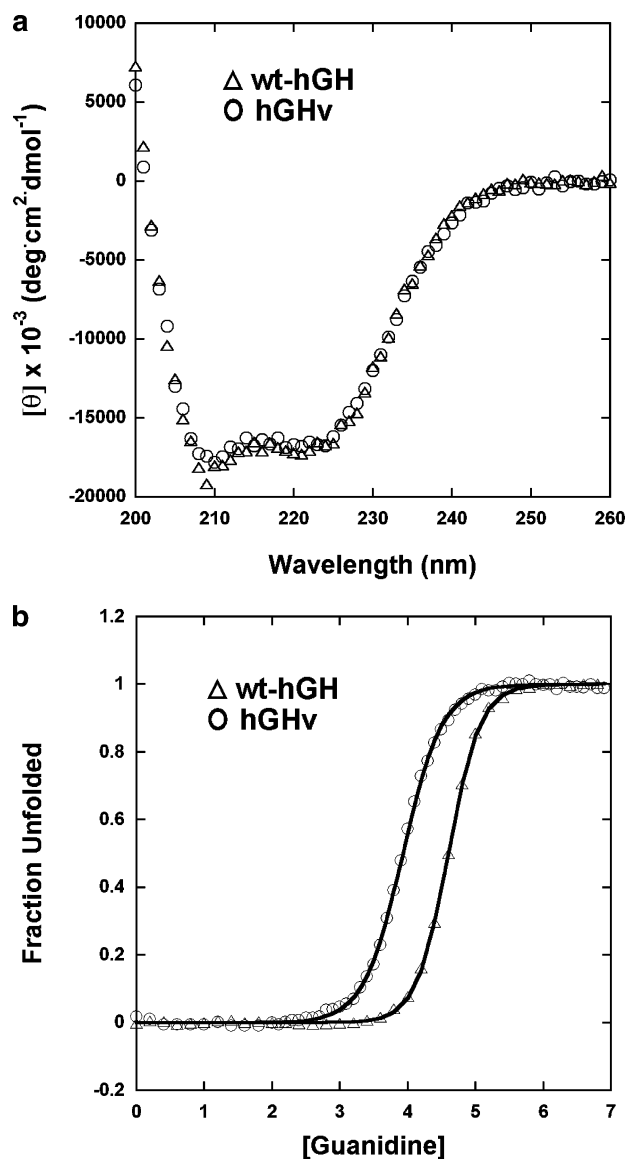 a
10000
5000
0
-5000
-10000
-15000
-20000
[θ] x 10⁻³ (deg·cm²·dmol⁻¹)
△ wt-hGH
○ hGHv
200 210 220 230 240 250 260
Wavelength (nm)
b
1.2
1
0.8
0.6
0.4
0.2
0
-0.2
Fraction Unfolded
△ wt-hGH
○ hGHv
0 1 2 3 4 5 6 7
[Guanidine]